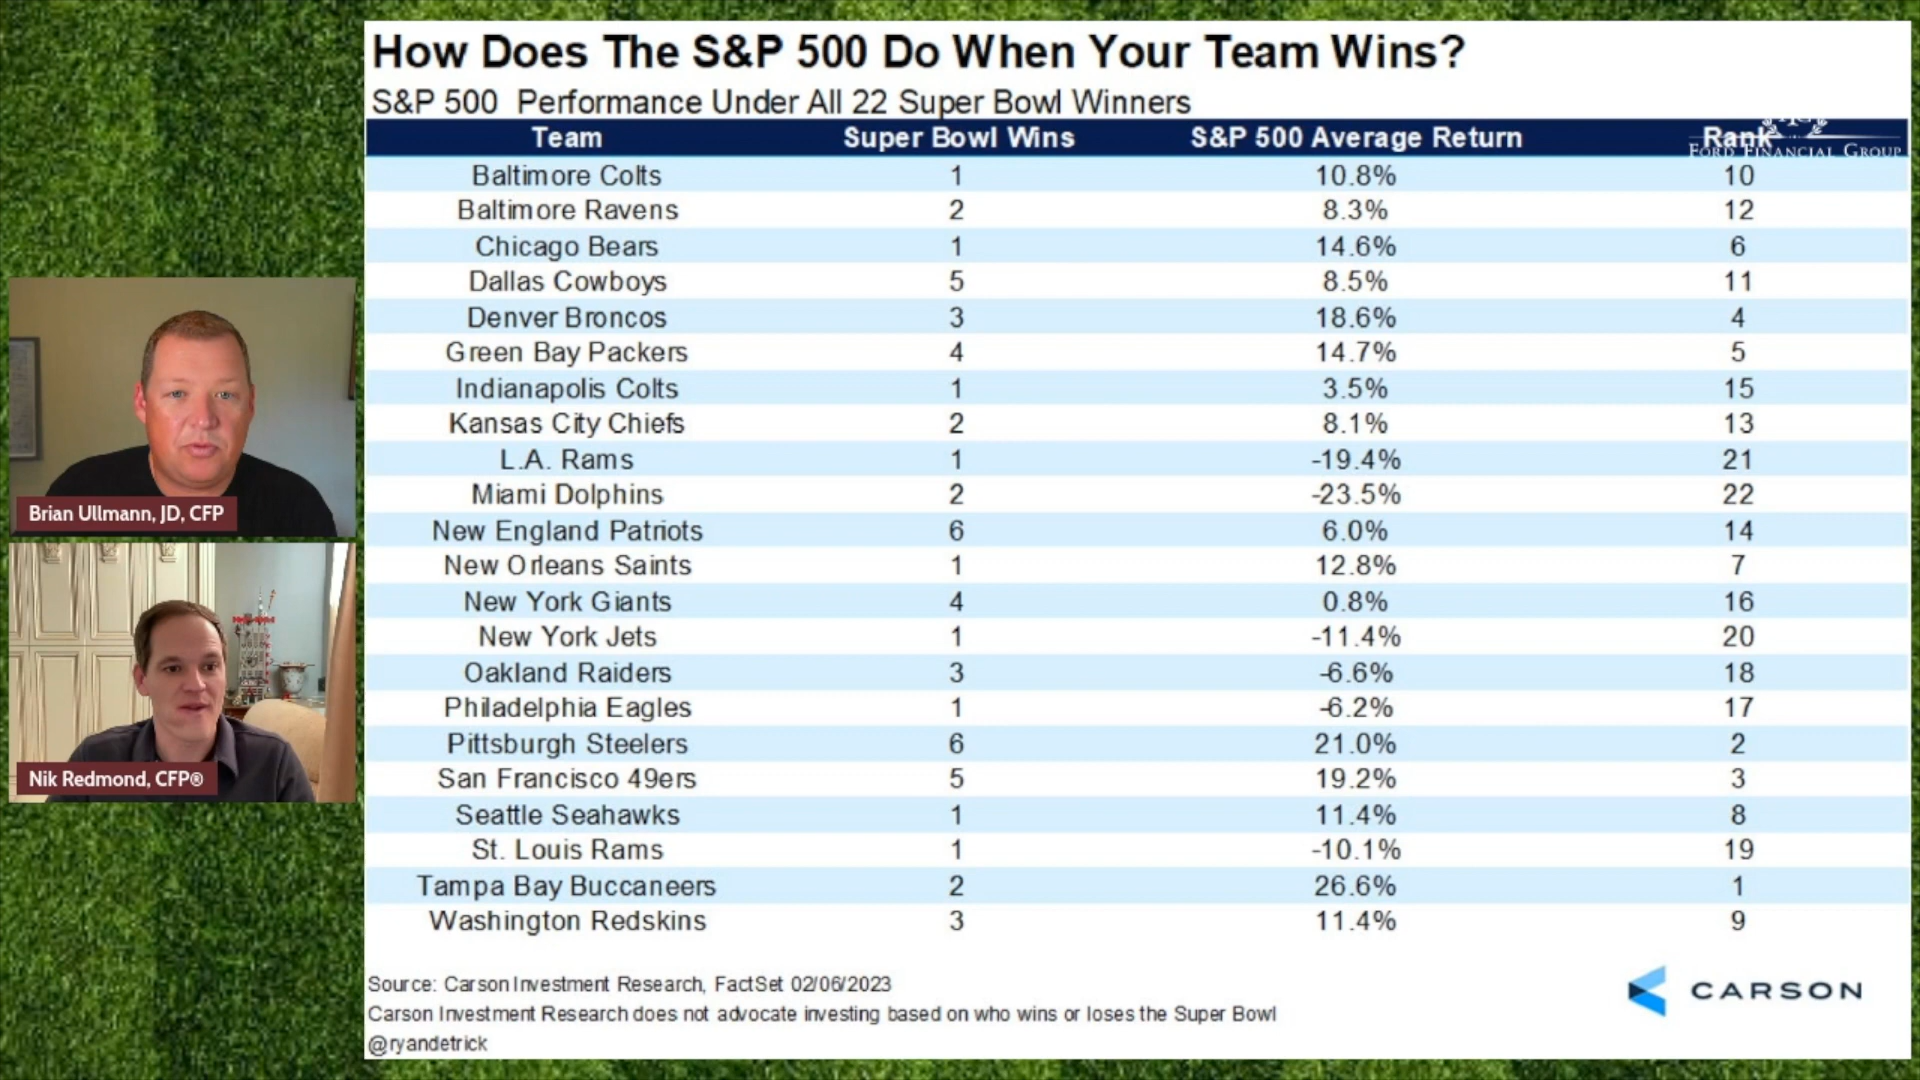 How Does The S&P 500 Do When Your Team Wins?
S&P 500 Performance Under All 22 Super Bowl Winners
Team Super Bowl Wins S&P 500 Average Return Rank
FORD FINANCIAL GROUP
Baltimore Colts 1 10.8% 10
Baltimore Ravens 2 8.3% 12
Chicago Bears 1 14.6% 6
Dallas Cowboys 5 8.5% 11
Denver Broncos 3 18.6% 4
Green Bay Packers 4 14.7% 5
Indianapolis Colts 1 3.5% 15
Kansas City Chiefs 2 8.1% 13
L.A. Rams 1 -19.4% 21
Miami Dolphins 2 -23.5% 22
New England Patriots 6 6.0% 14
New Orleans Saints 1 12.8% 7
New York Giants 4 0.8% 16
New York Jets 1 -11.4% 20
Oakland Raiders 3 -6.6% 18
Philadelphia Eagles 1 -6.2% 17
Pittsburgh Steelers 6 21.0% 2
San Francisco 49ers 5 19.2% 3
Seattle Seahawks 1 11.4% 8
St. Louis Rams 1 -10.1% 19
Tampa Bay Buccaneers 2 26.6% 1
Washington Redskins 3 11.4% 9
Source: Carson Investment Research, FactSet 02/06/2023
Carson Investment Research does not advocate investing based on who wins or loses the Super Bowl
@ryandetrick
CARSON
Brian Ullmann, JD, CFP
Nik Redmond, CFP®